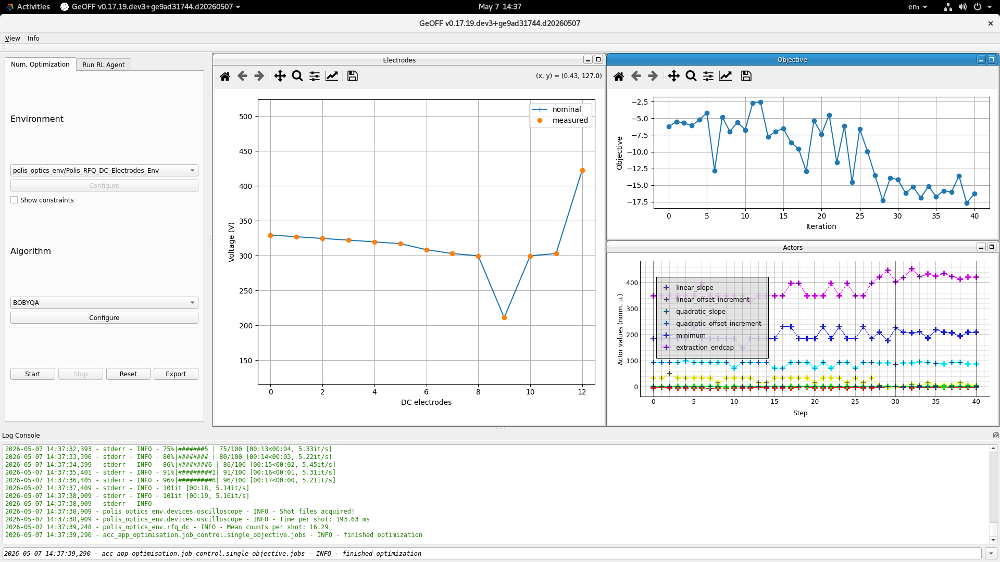 Activities
GeOFF v0.17.19.dev3+ge9ad31744.d20260507
May 7 14:37
en₁
GeOFF v0.17.19.dev3+ge9ad31744.d20260507
View Info
Num. Optimization
Run RL Agent
Environment
polis_optics_env/Polis_RFQ_DC_Electrodes_Env
Configure
Show constraints
Algorithm
BOBYQA
Configure
Start
Stop
Reset
Export
Electrodes
(x, y) = (0.43, 127.0)
nominal
measured
500
450
400
350
300
250
200
150
Voltage (V)
0 2 4 6 8 10 12
DC electrodes
Objective
−2.5
−5.0
−7.5
−10.0
−12.5
−15.0
−17.5
Objective
0 5 10 15 20 25 30 35 40
Iteration
Actors
linear_slope
linear_offset_increment
quadratic_slope
quadratic_offset_increment
minimum
extraction_endcap
400
300
200
100
0
Actor values (norm. u.)
0 5 10 15 20 25 30 35 40
Step
Log Console
2026-05-07 14:37:32,393 - stderr - INFO - 75%|#######5 | 75/100 [00:13<00:04, 5.33it/s]
2026-05-07 14:37:33,396 - stderr - INFO - 80%|######## | 80/100 [00:14<00:03, 5.22it/s]
2026-05-07 14:37:34,399 - stderr - INFO - 86%|########6 | 86/100 [00:15<00:02, 5.45it/s]
2026-05-07 14:37:35,401 - stderr - INFO - 91%|#########1| 91/100 [00:16<00:01, 5.31it/s]
2026-05-07 14:37:36,405 - stderr - INFO - 96%|#########6| 96/100 [00:17<00:00, 5.21it/s]
2026-05-07 14:37:37,409 - stderr - INFO - 101it [00:18, 5.14it/s]
2026-05-07 14:37:38,909 - stderr - INFO - 101it [00:19, 5.16it/s]
2026-05-07 14:37:38,909 - stderr - INFO -
2026-05-07 14:37:38,909 - polis_optics_env.devices.oscilloscope - INFO - Shot files acquired!
2026-05-07 14:37:38,909 - polis_optics_env.devices.oscilloscope - INFO - Time per shot: 193.63 ms
2026-05-07 14:37:39,248 - polis_optics_env.rfq_dc - INFO - Mean counts per shot: 16.29
2026-05-07 14:37:39,290 - acc_app_optimisation.job_control.single_objective.jobs - INFO - finished optimization
2026-05-07 14:37:39,290 - acc_app_optimisation.job_control.single_objective.jobs - INFO - finished optimization